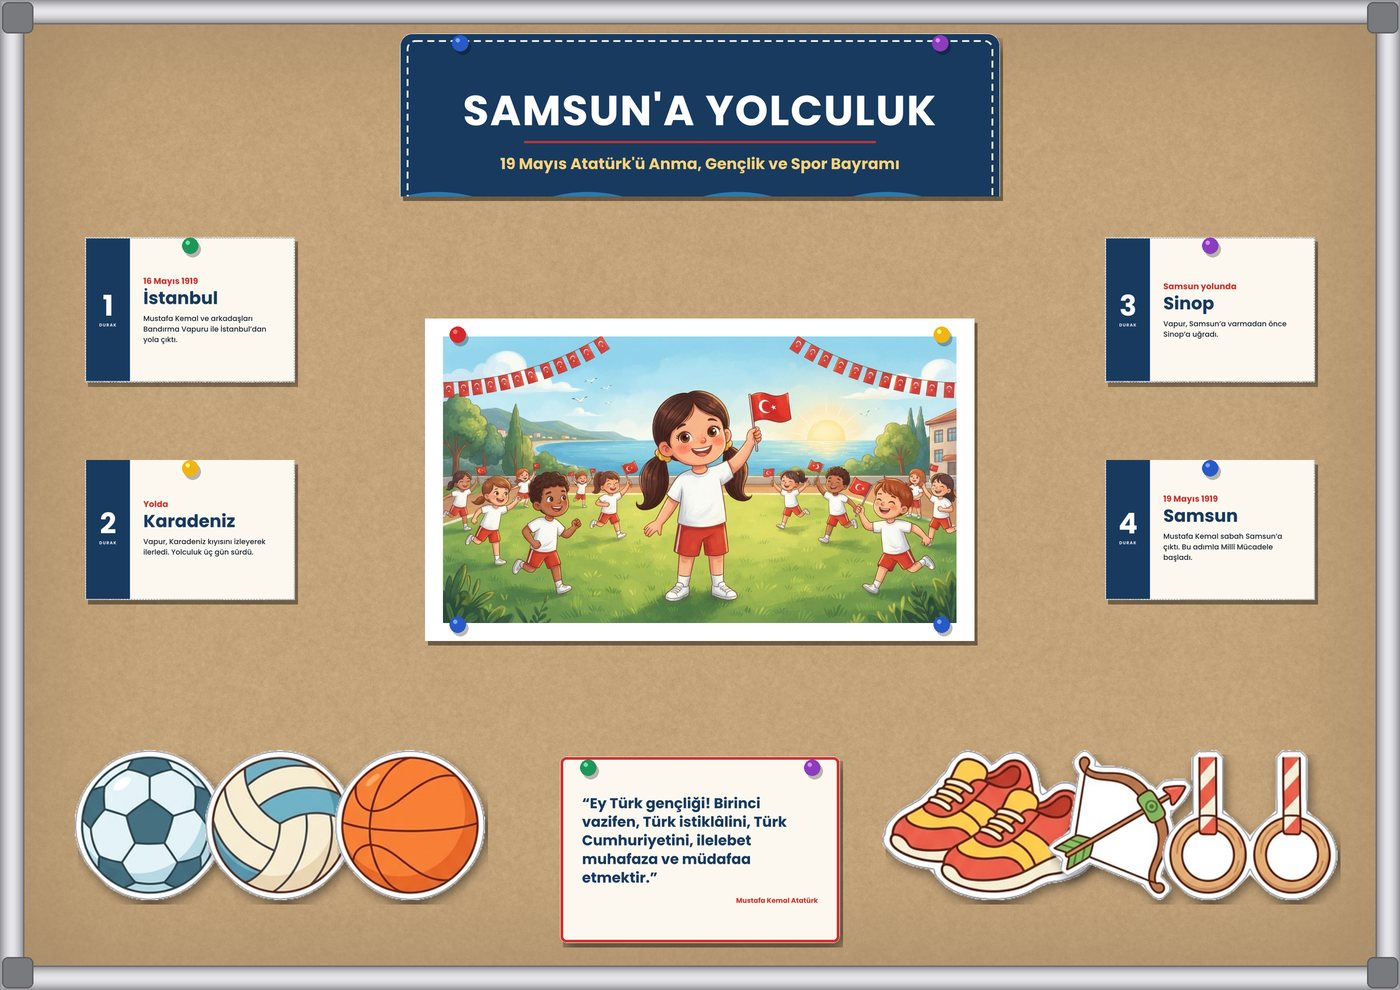 SAMSUN'A YOLCULUK
19 Mayıs Atatürk'ü Anma, Gençlik ve Spor Bayramı
1
DURAK
16 Mayıs 1919
İstanbul
Mustafa Kemal ve arkadaşları
Bandırma Vapuru ile İstanbul'dan
yola çıktı.
2
DURAK
Yolda
Karadeniz
Vapur, Karadeniz kıyısını izleyerek
ilerledi. Yolculuk üç gün sürdü.
3
DURAK
Samsun yolunda
Sinop
Vapur, Samsun'a varmadan önce
Sinop'a uğradı.
4
DURAK
19 Mayıs 1919
Samsun
Mustafa Kemal sabah Samsun'a
çıktı. Bu adımla Millî Mücadele
başladı.
“Ey Türk gençliği! Birinci
vazifen, Türk istiklâlini, Türk
Cumhuriyetini, ilelebet
muhafaza ve müdafaa
etmektir.”
Mustafa Kemal Atatürk